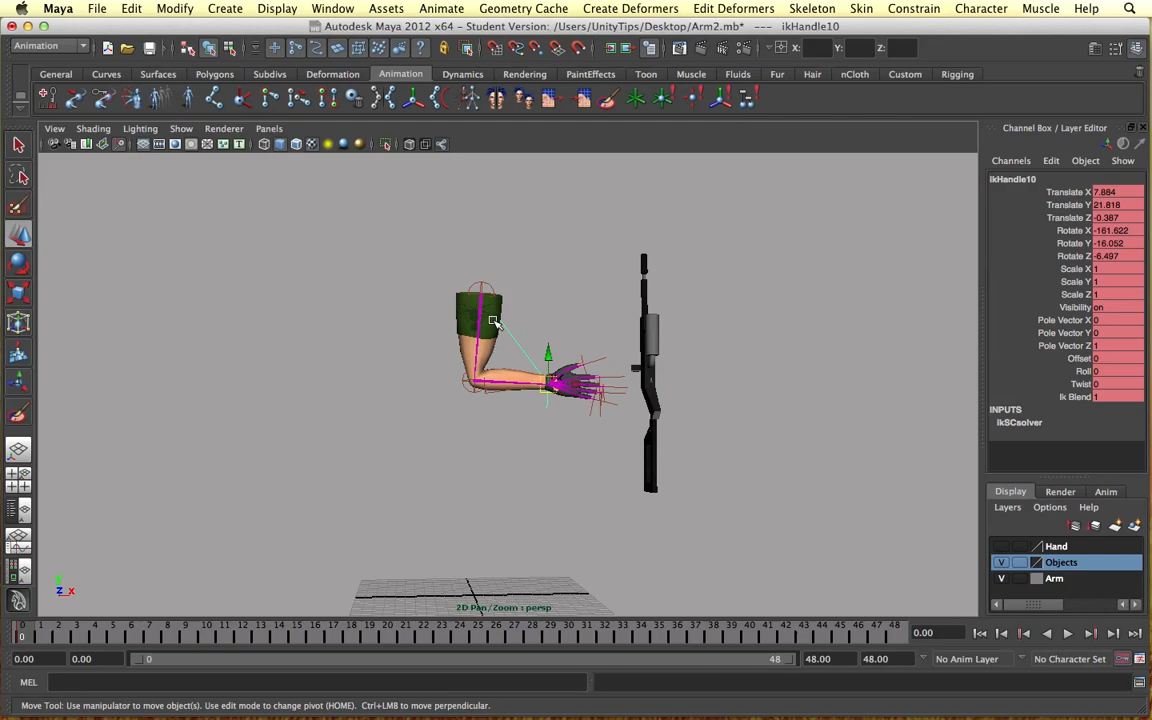 Maya File Edit Modify Create Display Window Assets Animate Geometry Cache Create Deformers Edit Deformers Skeleton Skin Constrain Character Muscle Help
Autodesk Maya 2012 x64 - Student Version: /Users/UnityTips/Desktop/Arm2.mb* --- ikHandle10
Animation X: Y: Z:
General Curves Surfaces Polygons Subdivs Deformation Animation Dynamics Rendering PaintEffects Toon Muscle Fluids Fur Hair nCloth Custom Rigging
View Shading Lighting Show Renderer Panels
Channel Box / Layer Editor
Channels Edit Object Show
ikHandle10
Translate X 7.884
Translate Y 21.818
Translate Z -0.387
Rotate X -161.622
Rotate Y -16.052
Rotate Z -6.497
Scale X 1
Scale Y 1
Scale Z 1
Visibility on
Pole Vector X 0
Pole Vector Y 0
Pole Vector Z 1
Offset 0
Roll 0
Twist 0
Ik Blend 1
INPUTS
ikSCsolver
Display Render Anim
Layers Options Help
Hand
V Objects
V Arm
y
z x
2D Pan/Zoom : persp
0 1 2 3 4 5 6 7 8 9 10 11 12 13 14 15 16 17 18 19 20 21 22 23 24 25 26 27 28 29 30 31 32 33 34 35 36 37 38 39 40 41 42 43 44 45 46 47 48
0
0.00
0.00 0.00 0 48 48.00 48.00 No Anim Layer No Character Set
MEL
Move Tool: Use manipulator to move object(s). Use edit mode to change pivot (HOME). Ctrl+LMB to move perpendicular.